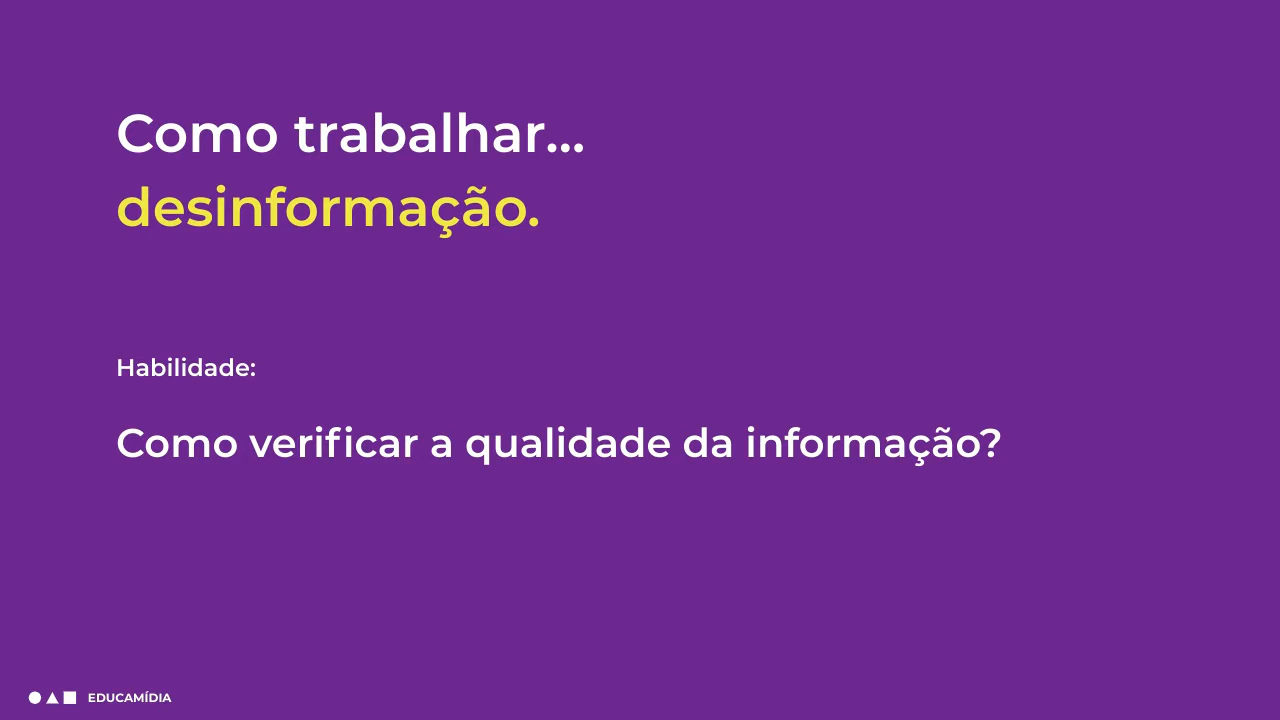 Como trabalhar...
desinformação.
Habilidade:
Como verificar a qualidade da informação?
EDUCAMÍDIA